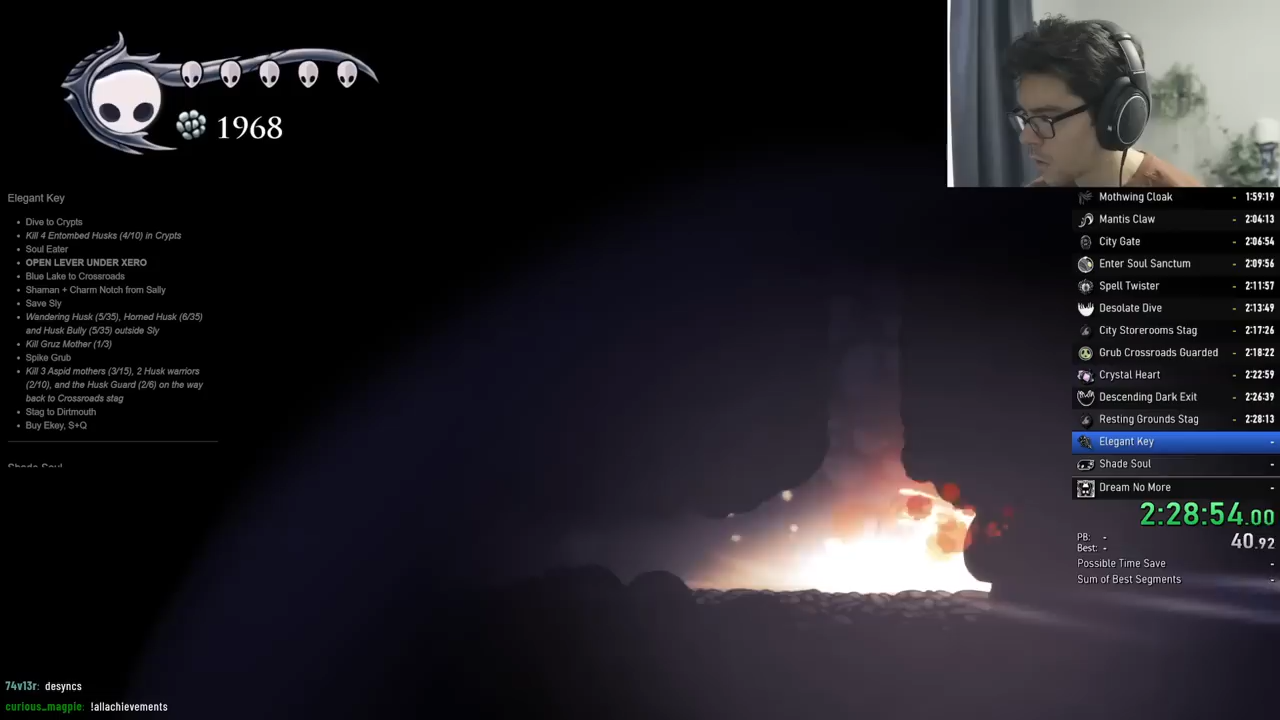 1968
Elegant Key
Dive to Crypts
Kill 4 Entombed Husks (4/10) in Crypts
Soul Eater
OPEN LEVER UNDER XERO
Blue Lake to Crossroads
Shaman + Charm Notch from Sally
Save Sly
Wandering Husk (5/35), Horned Husk (6/35)
and Husk Bully (5/35) outside Sly
Kill Gruz Mother (1/3)
Spike Grub
Kill 3 Aspid mothers (3/15), 2 Husk warriors
(2/10), and the Husk Guard (2/6) on the way
back to Crossroads stag
Stag to Dirtmouth
Buy Ekey, S+Q
Shade Soul
Mothwing Cloak - 1:59:19
Mantis Claw - 2:04:13
City Gate - 2:06:54
Enter Soul Sanctum - 2:09:56
Spell Twister - 2:11:57
Desolate Dive - 2:13:49
City Storerooms Stag - 2:17:26
Grub Crossroads Guarded - 2:18:22
Crystal Heart - 2:22:59
Descending Dark Exit - 2:26:39
Resting Grounds Stag - 2:28:13
Elegant Key -
Shade Soul -
Dream No More -
2:28:54.00
PB: - 40.92
Best: -
Possible Time Save -
Sum of Best Segments -
74v13r: desyncs
curious_magpie: !allachievements